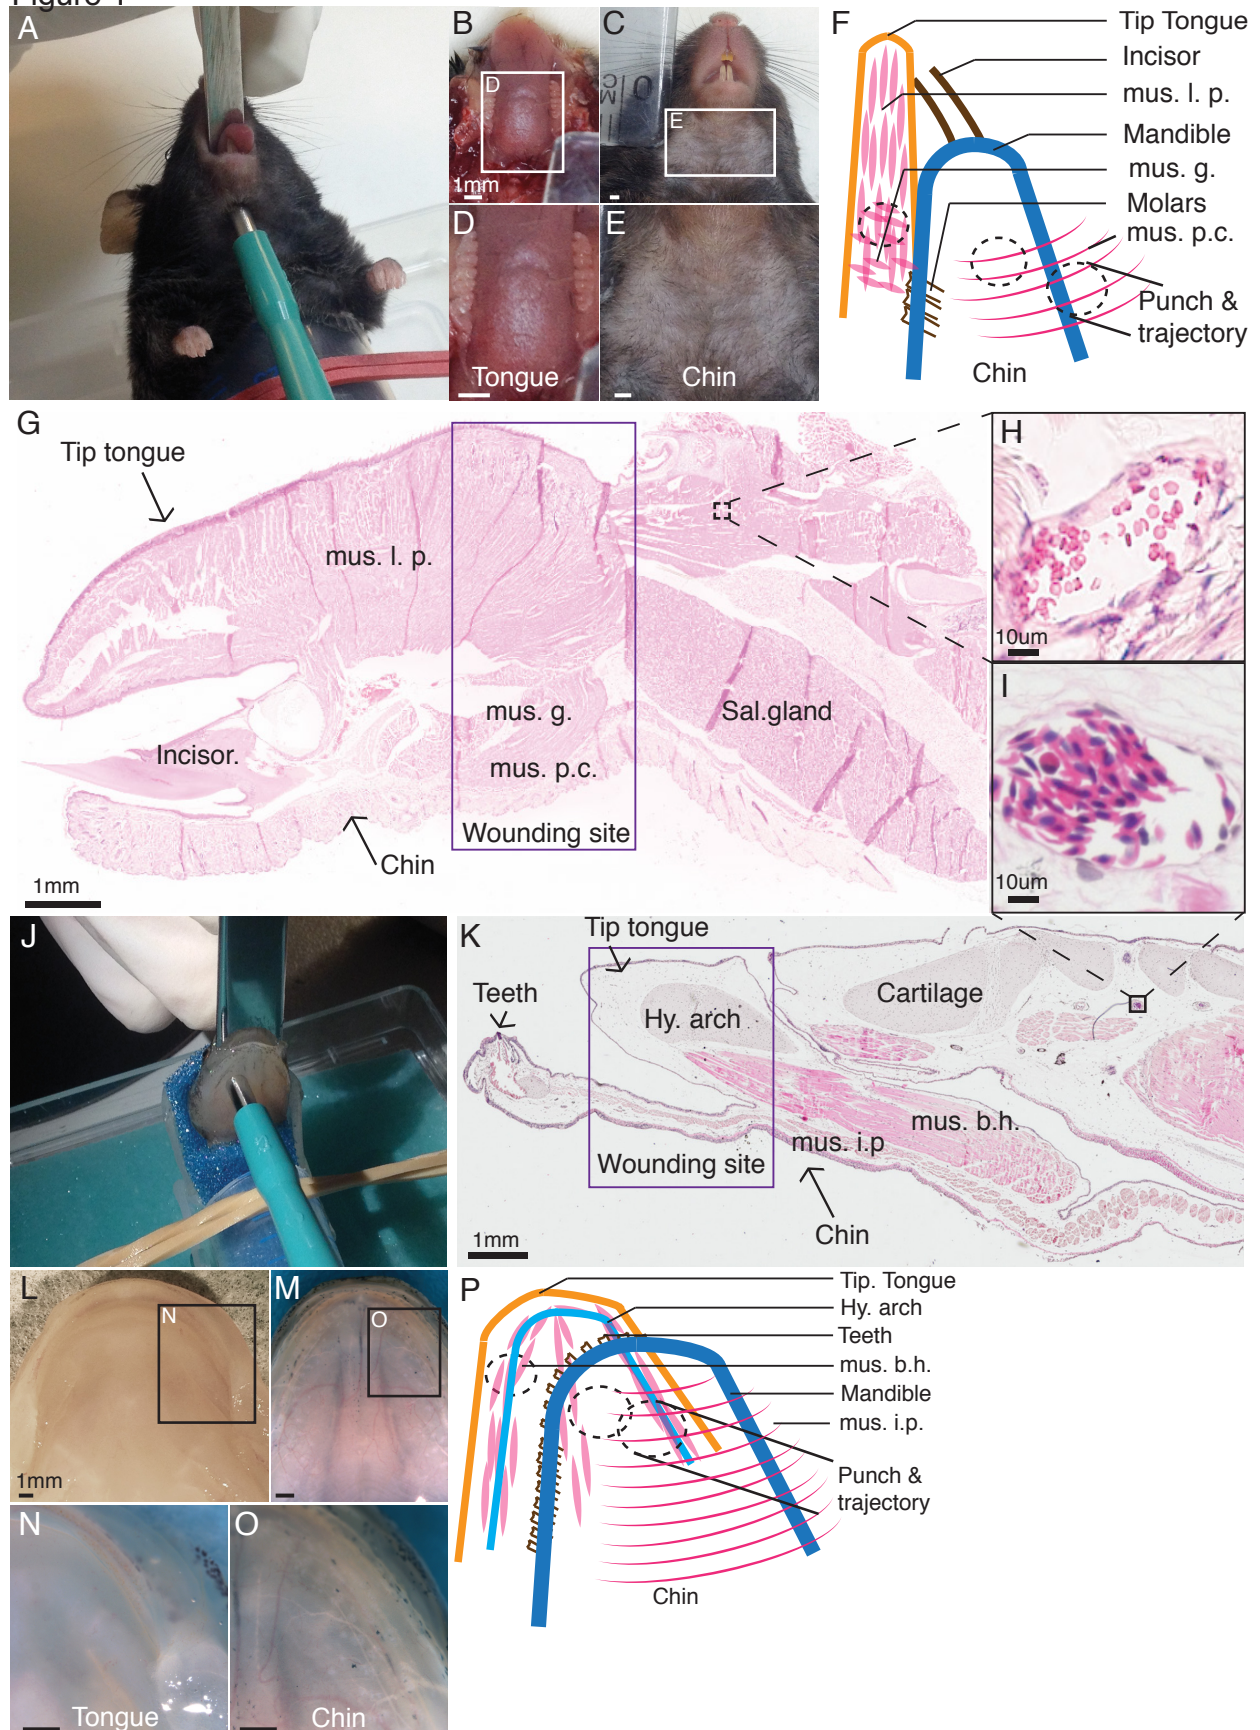 Figure 1
A
B
D
1mm
C
E
D
Tongue
E
Chin
F
Tip Tongue
Incisor
mus. l. p.
Mandible
mus. g.
Molars
mus. p.c.
Punch &
trajectory
Chin
G
Tip tongue
mus. l. p.
mus. g.
mus. p.c.
Sal.gland
Incisor.
Wounding site
Chin
1mm
H
10um
I
10um
J
K
Tip tongue
Teeth
Hy. arch
Cartilage
mus. b.h.
mus. i.p
Wounding site
Chin
1mm
L
N
1mm
M
O
N
Tongue
O
Chin
P
Tip. Tongue
Hy. arch
Teeth
mus. b.h.
Mandible
mus. i.p.
Punch &
trajectory
Chin